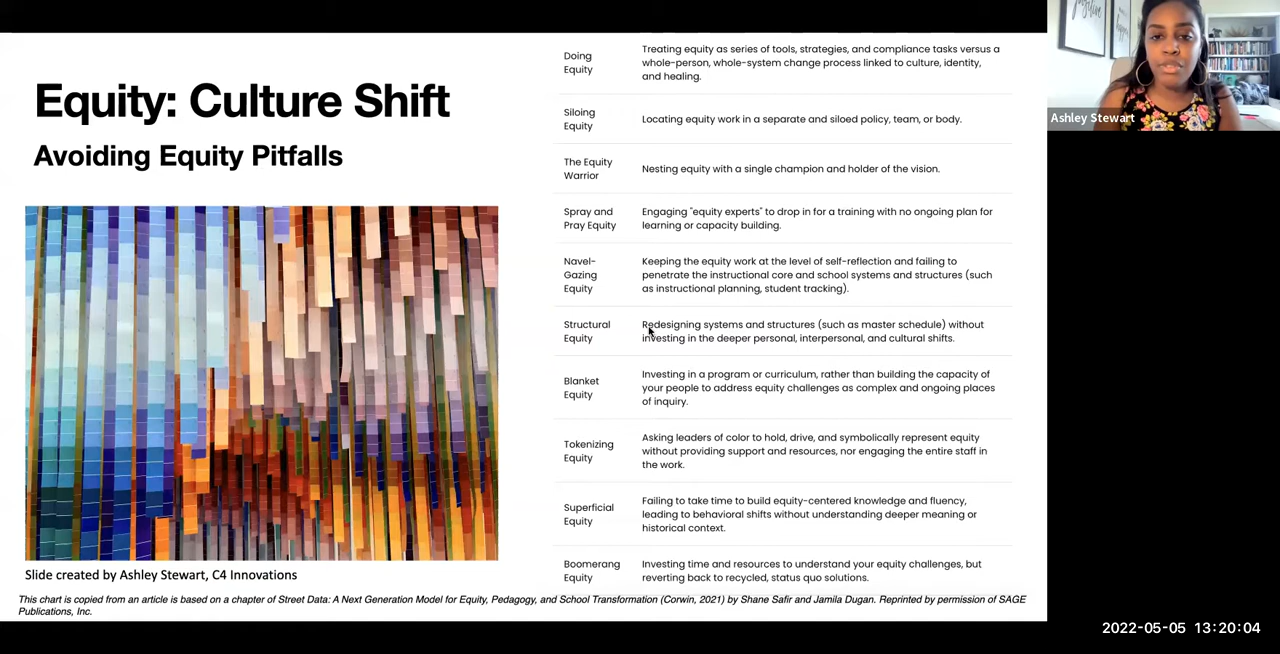 Equity: Culture Shift
Avoiding Equity Pitfalls
Doing
Equity
Treating equity as series of tools, strategies, and compliance tasks versus a
whole-person, whole-system change process linked to culture, identity,
and healing.
Siloing
Equity
Locating equity work in a separate and siloed policy, team, or body.
The Equity
Warrior
Nesting equity with a single champion and holder of the vision.
Spray and
Pray Equity
Engaging "equity experts" to drop in for a training with no ongoing plan for
learning or capacity building.
Navel-
Gazing
Equity
Keeping the equity work at the level of self-reflection and failing to
penetrate the instructional core and school systems and structures (such
as instructional planning, student tracking).
Structural
Equity
Redesigning systems and structures (such as master schedule) without
investing in the deeper personal, interpersonal, and cultural shifts.
Blanket
Equity
Investing in a program or curriculum, rather than building the capacity of
your people to address equity challenges as complex and ongoing places
of inquiry.
Tokenizing
Equity
Asking leaders of color to hold, drive, and symbolically represent equity
without providing support and resources, nor engaging the entire staff in
the work.
Superficial
Equity
Failing to take time to build equity-centered knowledge and fluency,
leading to behavioral shifts without understanding deeper meaning or
historical context.
Boomerang
Equity
Investing time and resources to understand your equity challenges, but
reverting back to recycled, status quo solutions.
Slide created by Ashley Stewart, C4 Innovations
This chart is copied from an article is based on a chapter of Street Data: A Next Generation Model for Equity, Pedagogy, and School Transformation (Corwin, 2021) by Shane Safir and Jamila Dugan. Reprinted by permission of SAGE
Publications, Inc.
positive
Ashley Stewart
2022-05-05 13:20:04